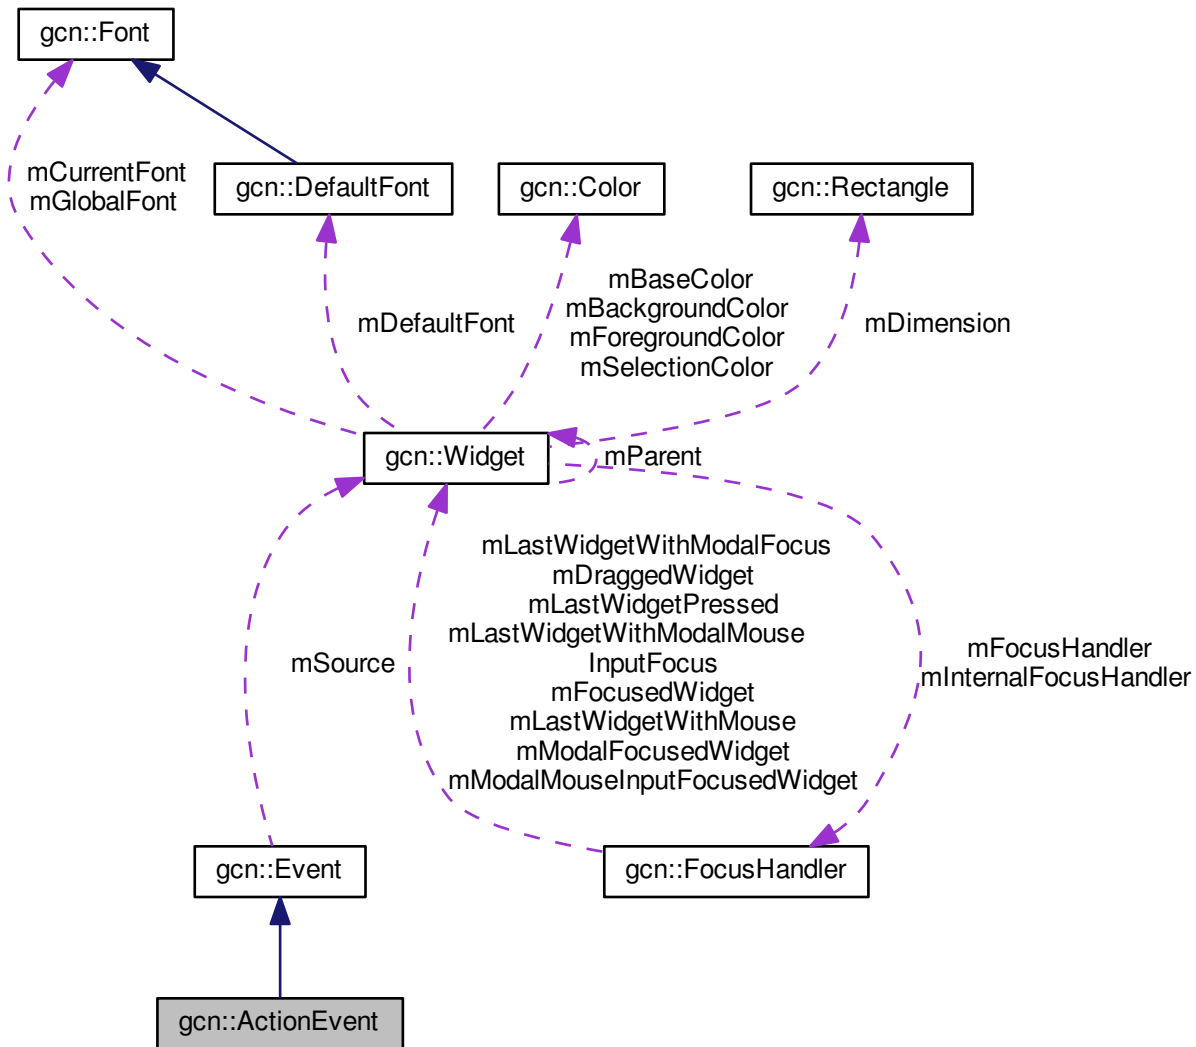 gcn::Font
mCurrentFont
mGlobalFont
gcn::DefaultFont
gcn::Color
gcn::Rectangle
mDefaultFont
mBaseColor
mBackgroundColor
mForegroundColor
mSelectionColor
mDimension
gcn::Widget
mParent
mSource
mLastWidgetWithModalFocus
mDraggedWidget
mLastWidgetPressed
mLastWidgetWithModalMouse
InputFocus
mFocusedWidget
mLastWidgetWithMouse
mModalFocusedWidget
mModalMouseInputFocusedWidget
mFocusHandler
mInternalFocusHandler
gcn::Event
gcn::FocusHandler
gcn::ActionEvent